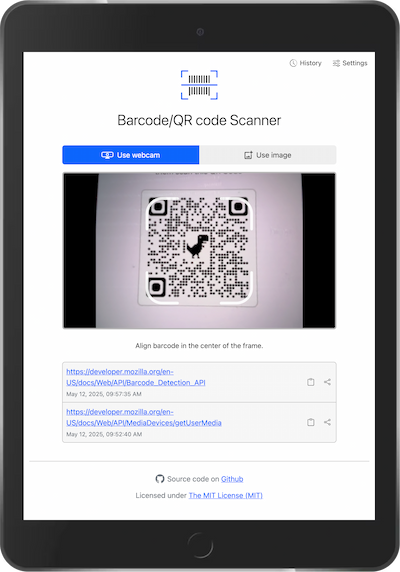 History Settings
Barcode/QR code Scanner
Use webcam Use image
Align barcode in the center of the frame.
https://developer.mozilla.org/en-
US/docs/Web/API/Barcode_Detection_API
May 12, 2025, 09:57:35 AM
https://developer.mozilla.org/en-
US/docs/Web/API/MediaDevices/getUserMedia
May 12, 2025, 09:52:40 AM
Source code on Github
Licensed under The MIT License (MIT)